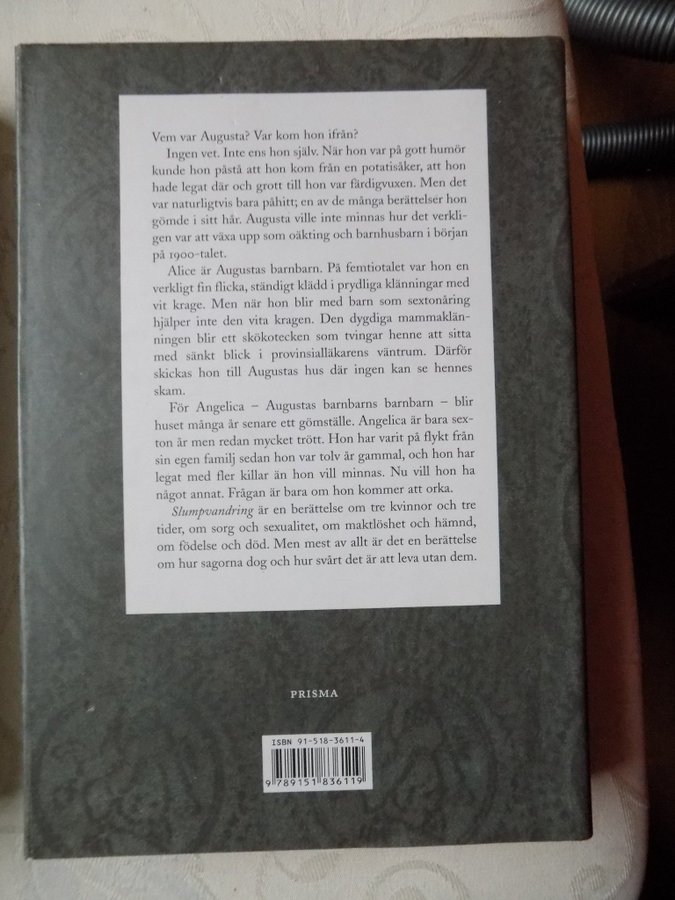 Vem var Augusta? Var kom hon ifrån?
Ingen vet. Inte ens hon själv. När hon var på gott humör
kunde hon påstå att hon kom från en potatisåker, att hon
hade legat där och grott till hon var färdigvuxen. Men det
var naturligtvis bara påhitt; en av de många berättelser hon
gömde i sitt hår. Augusta ville inte minnas hur det verkli-
gen var att växa upp som oäkting och barnhusbarn i början
på 1900-talet.
Alice är Augustas barnbarn. På femtiotalet var hon en
verkligt fin flicka, ständigt klädd i prydliga klänningar med
vit krage. Men när hon blir med barn som sextonåring
hjälper inte den vita kragen. Den dygdiga mammaklän-
ningen blir ett skökotecken som tvingar henne att sitta
med sänkt blick i provinsialläkarens väntrum. Därför
skickas hon till Augustas hus där ingen kan se hennes
skam.
För Angelica – Augustas barnbarns barnbarn – blir
huset många år senare ett gömställe. Angelica är bara sex-
ton år men redan mycket trött. Hon har varit på flykt från
sin egen familj sedan hon var tolv år gammal, och hon har
legat med fler killar än hon vill minnas. Nu vill hon ha
något annat. Frågan är bara om hon kommer att orka.
Slumpvandring är en berättelse om tre kvinnor och tre
tider, om sorg och sexualitet, om maktlöshet och hämnd,
om födelse och död. Men mest av allt är det en berättelse
om hur sagorna dog och hur svårt det är att leva utan dem.
PRISMA
ISBN 91-518-3611-4
9 789151 836119